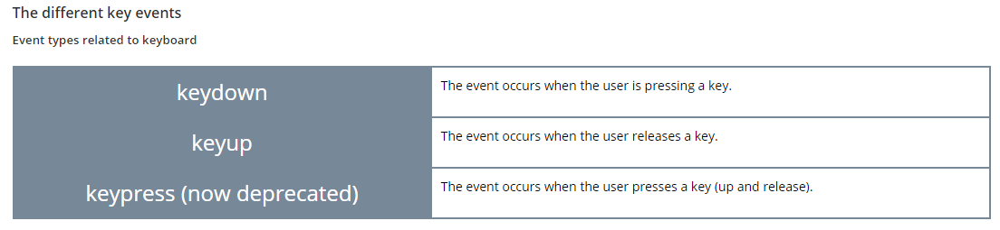 The different key events
Event types related to keyboard
keydown
The event occurs when the user is pressing a key.
keyup
The event occurs when the user releases a key.
keypress (now deprecated)
The event occurs when the user presses a key (up and release).